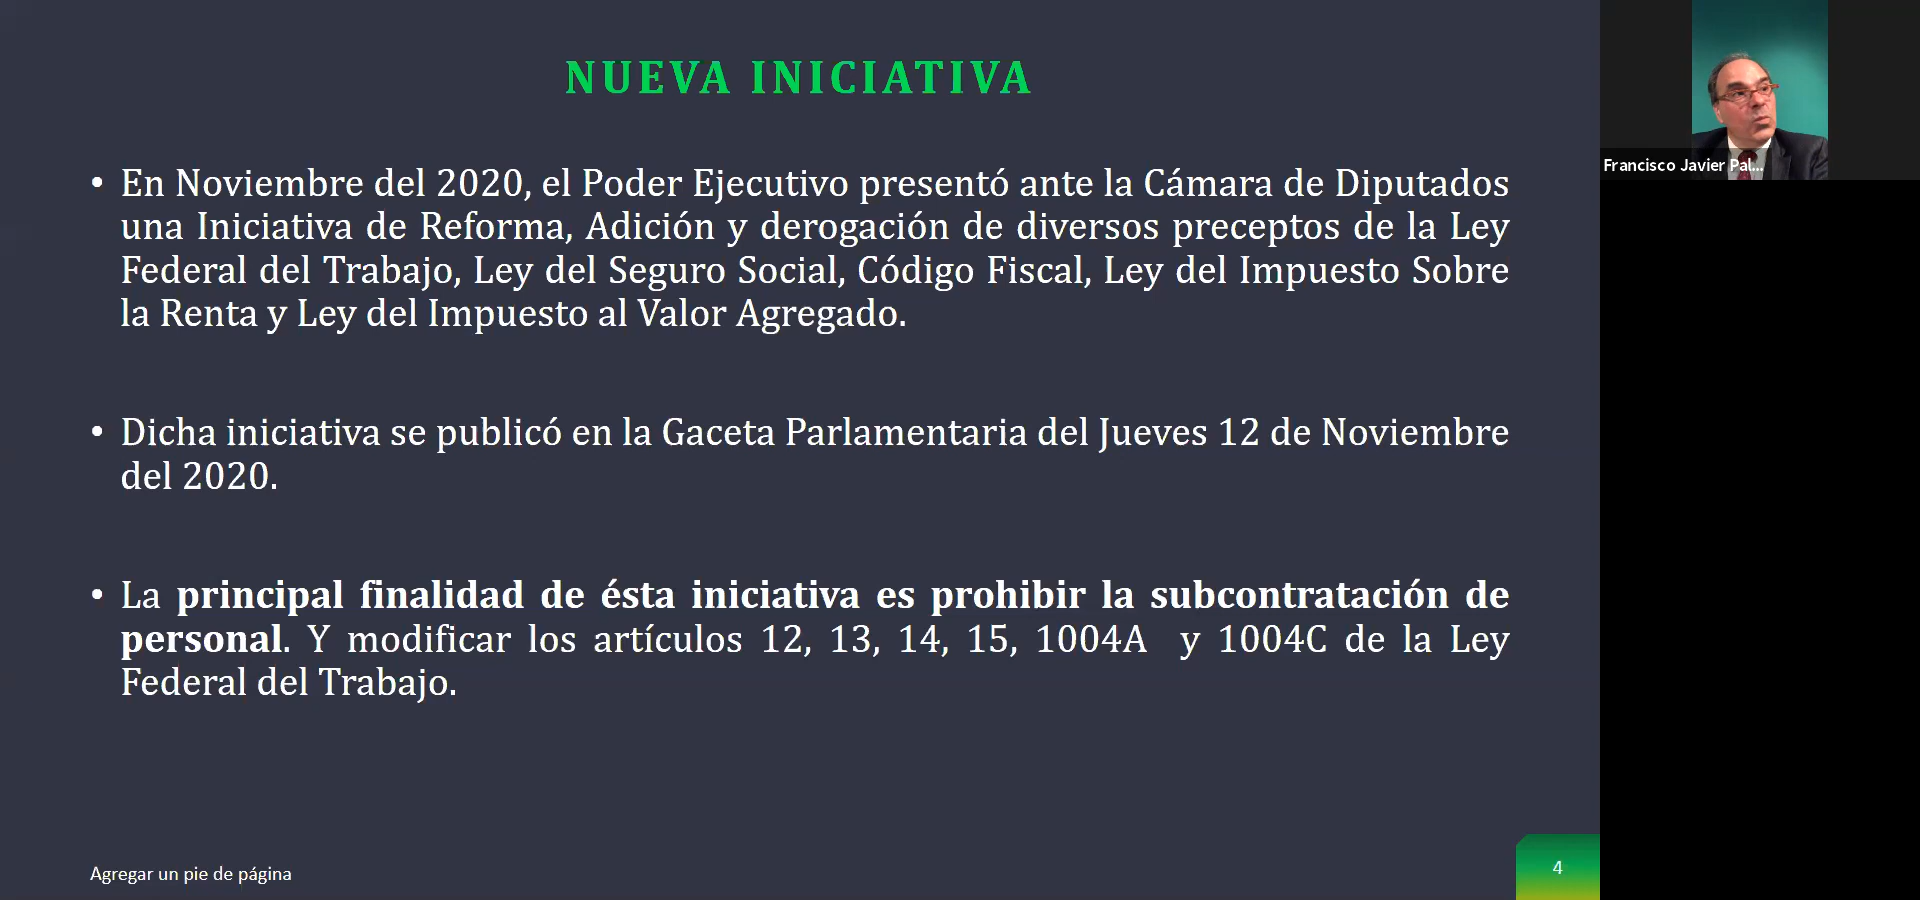 NUEVA INICIATIVA
• En Noviembre del 2020, el Poder Ejecutivo presentó ante la Cámara de Diputados
una Iniciativa de Reforma, Adición y derogación de diversos preceptos de la Ley
Federal del Trabajo, Ley del Seguro Social, Código Fiscal, Ley del Impuesto Sobre
la Renta y Ley del Impuesto al Valor Agregado.
• Dicha iniciativa se publicó en la Gaceta Parlamentaria del Jueves 12 de Noviembre
del 2020.
• La principal finalidad de ésta iniciativa es prohibir la subcontratación de
personal. Y modificar los artículos 12, 13, 14, 15, 1004A y 1004C de la Ley
Federal del Trabajo.
Agregar un pie de página
4
Francisco Javier Pal...